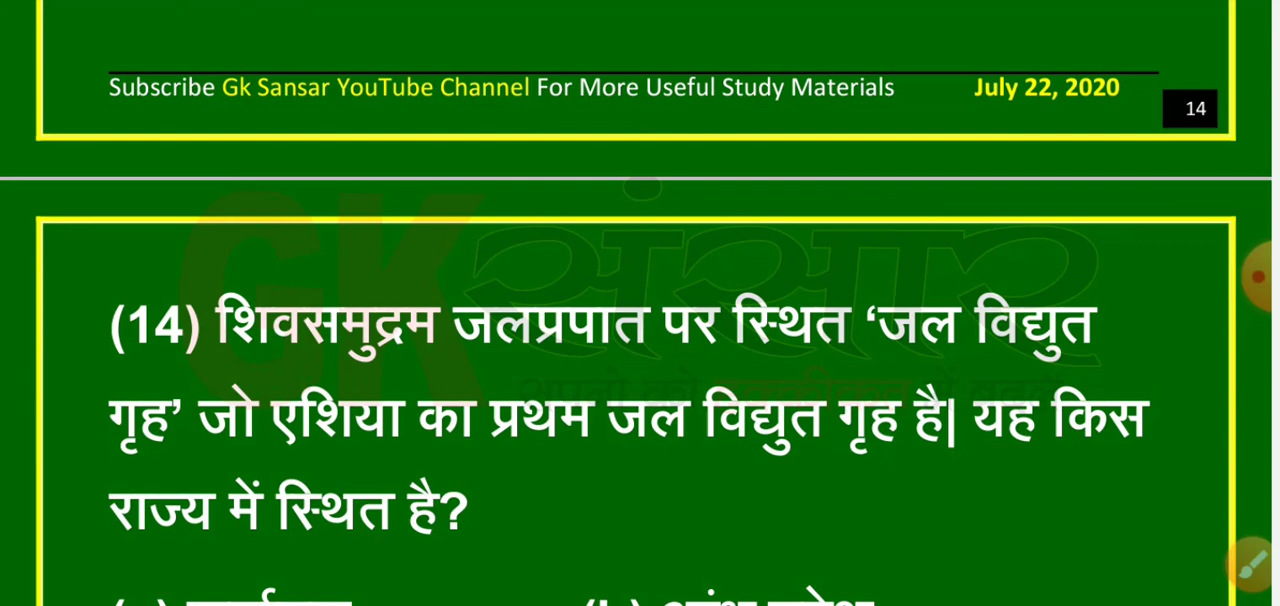 Subscribe Gk Sansar YouTube Channel For More Useful Study Materials July 22, 2020
14
GK संसार
(14) शिवसमुद्रम जलप्रपात पर स्थित ‘जल विद्युत
गृह’ जो एशिया का प्रथम जल विद्युत गृह है| यह किस
राज्य में स्थित है?